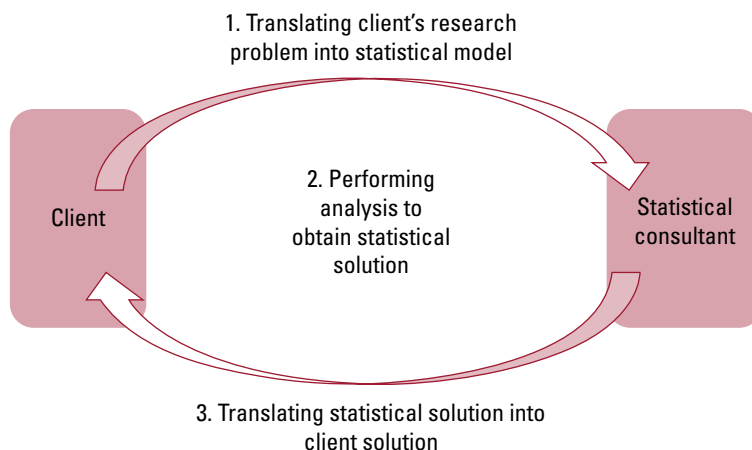 1. Translating client’s research
problem into statistical model
Client
2. Performing
analysis to
obtain statistical
solution
Statistical
consultant
3. Translating statistical solution into
client solution